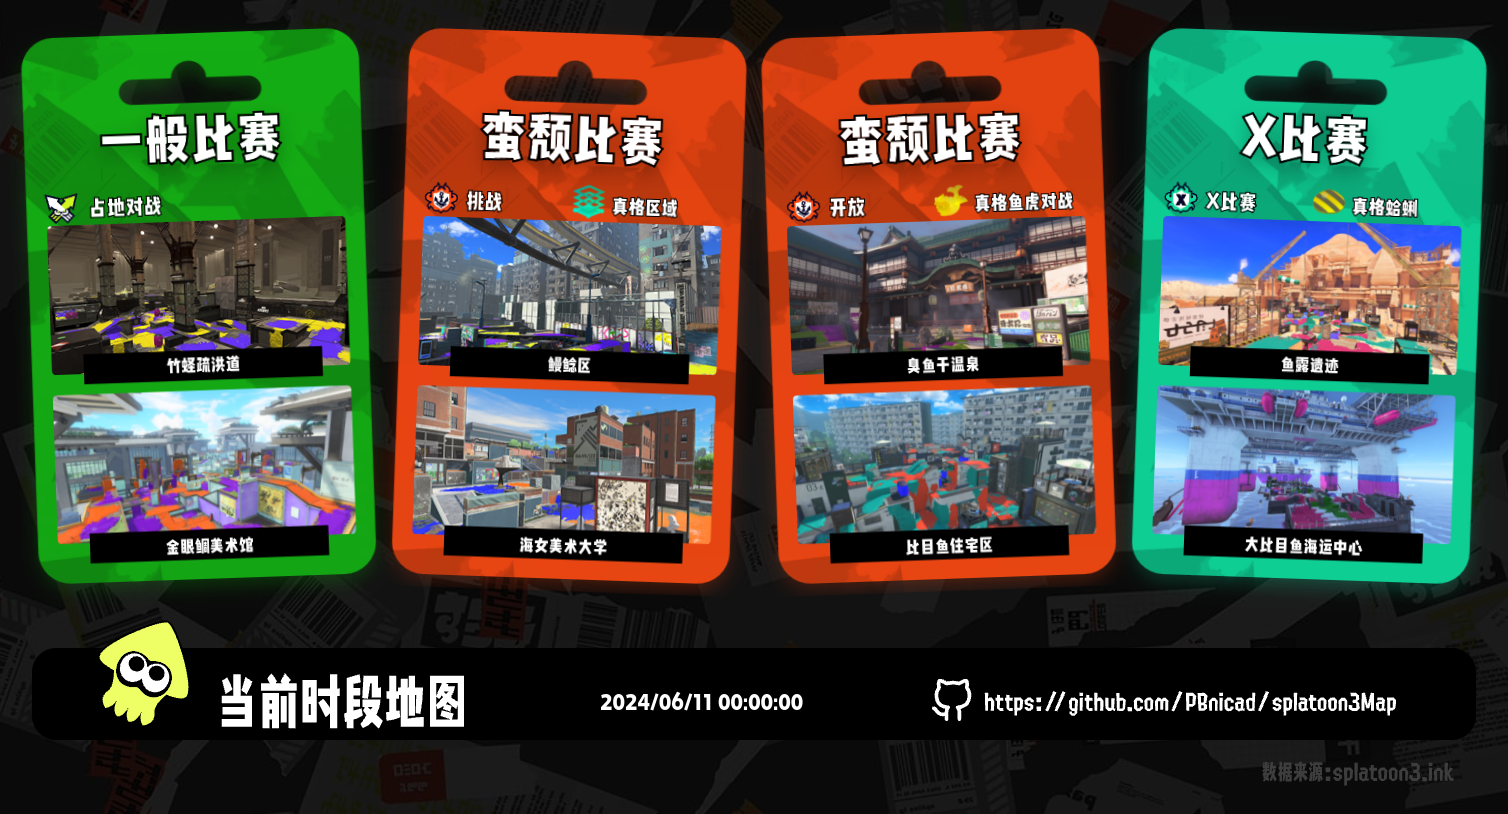 一般比赛
占地对战
竹蛏疏洪道
金眼鲷美术馆
蛮颓比赛
挑战
真格区域
鳗鲶区
海女美术大学
蛮颓比赛
开放
真格鱼虎对战
臭鱼干温泉
比目鱼住宅区
X比赛
X比赛
真格蛤蜊
鱼露遗迹
大比目鱼海运中心
当前时段地图
2024/06/11 00:00:00
https://github.com/PBnicad/splatoon3Map
数据来源:splatoon3.ink